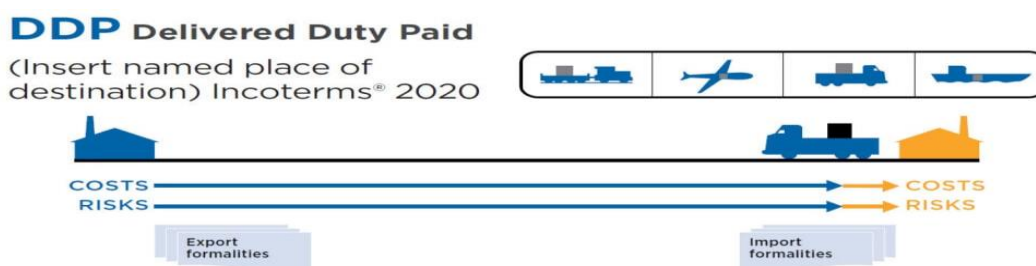 DDP Delivered Duty Paid
(Insert named place of
destination) Incoterms® 2020
COSTS COSTS
RISKS RISKS
Export
formalities
Import
formalities